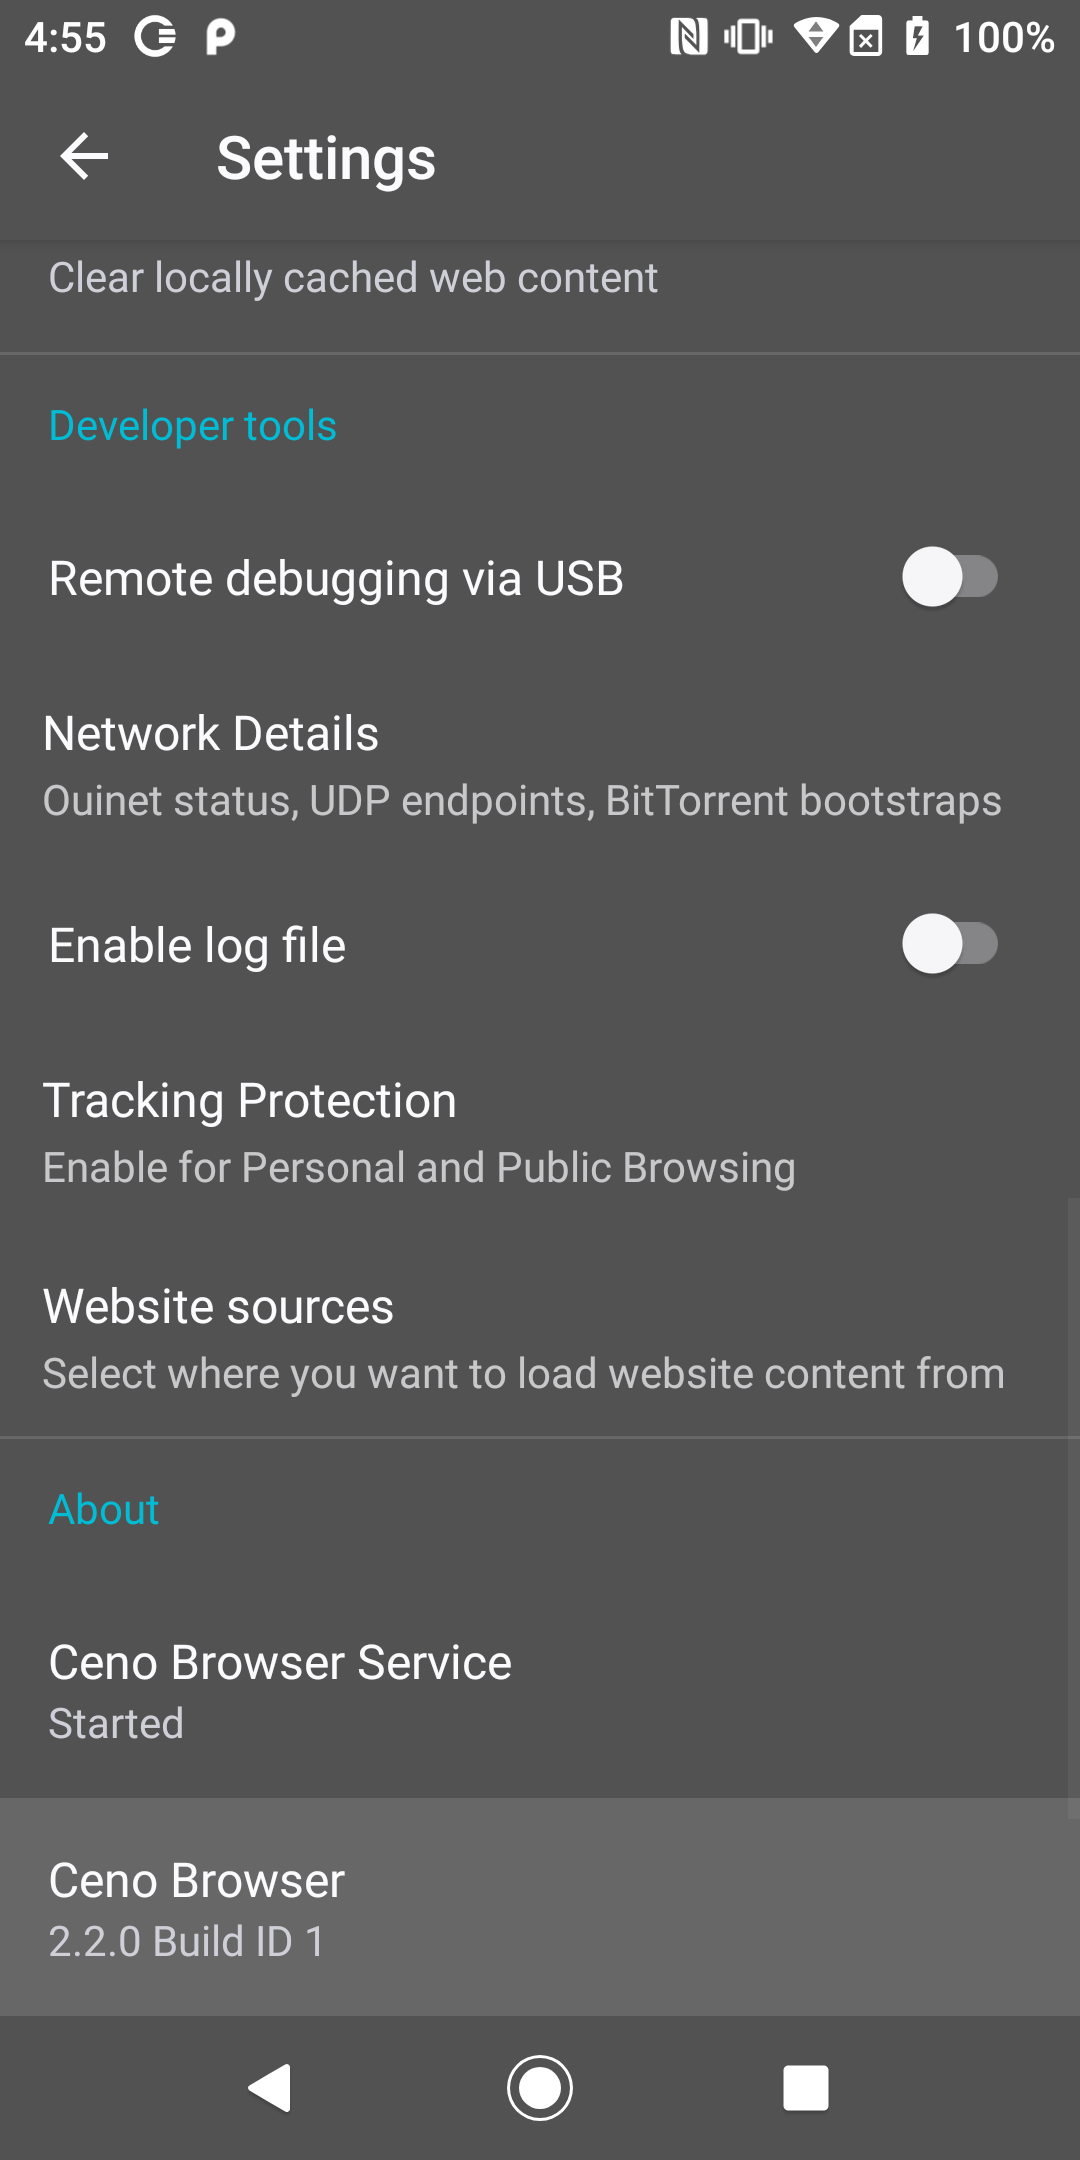 4:55
100%
Settings
Clear locally cached web content
Developer tools
Remote debugging via USB
Network Details
Ouinet status, UDP endpoints, BitTorrent bootstraps
Enable log file
Tracking Protection
Enable for Personal and Public Browsing
Website sources
Select where you want to load website content from
About
Ceno Browser Service
Started
Ceno Browser
2.2.0 Build ID 1